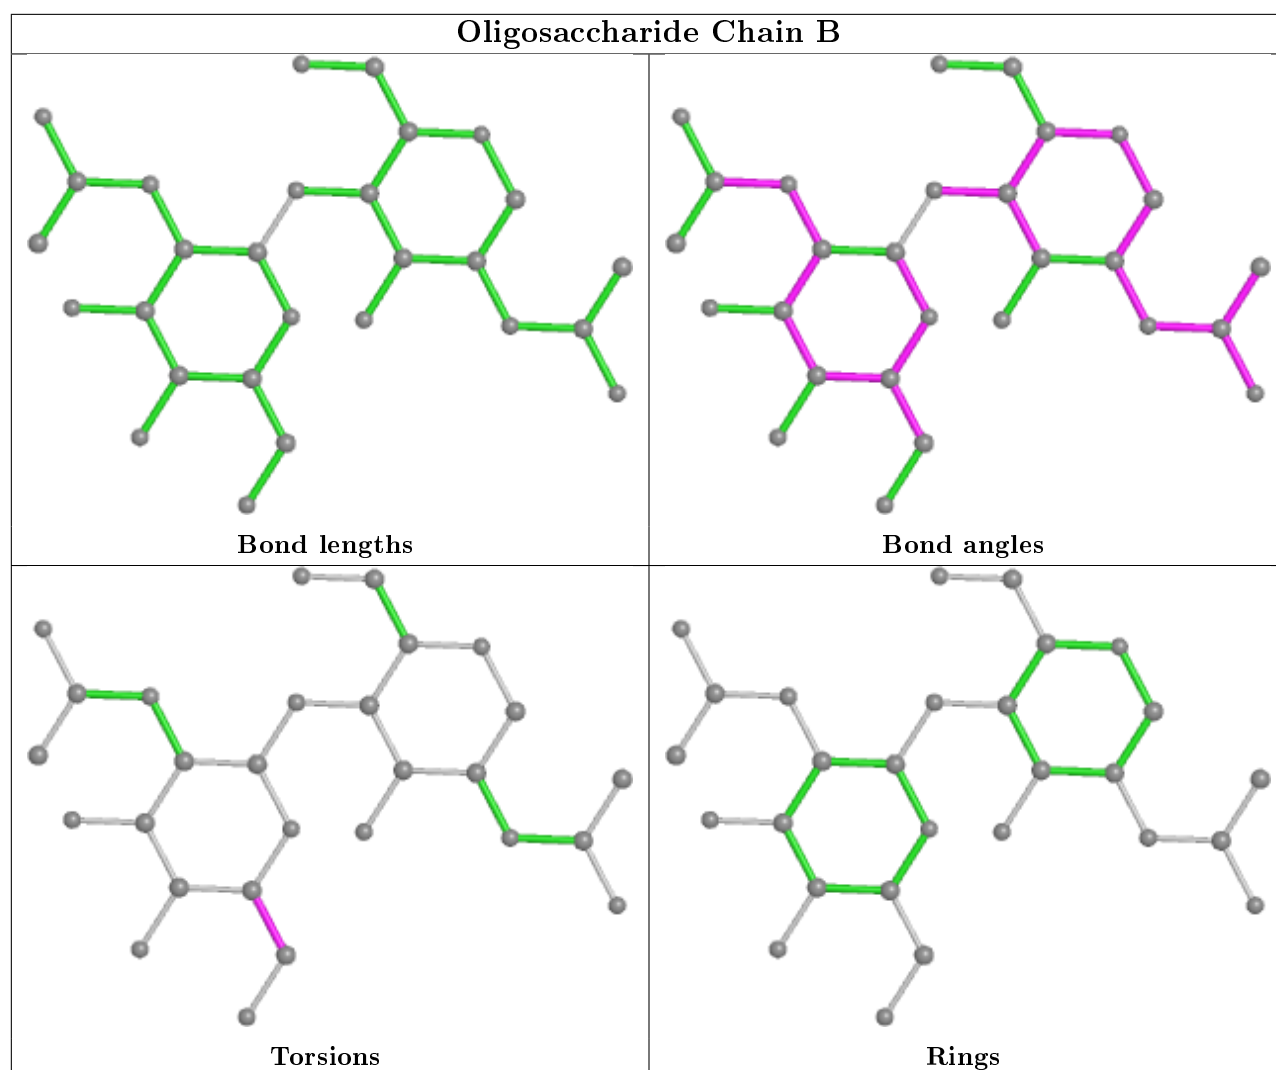 Oligosaccharide Chain B
Bond lengths
Bond angles
Torsions
Rings